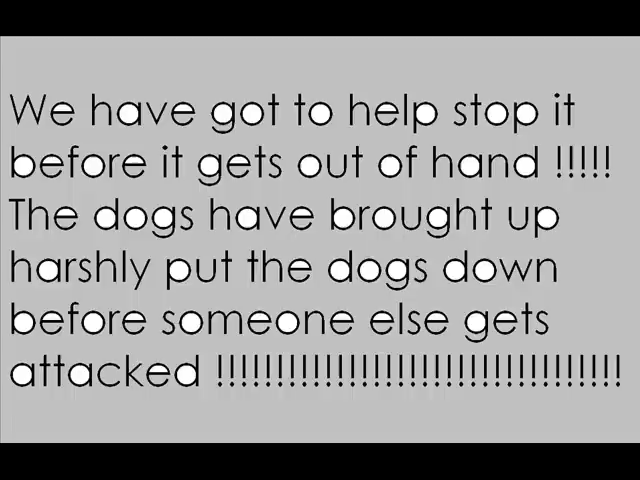 We have got to help stop it
before it gets out of hand !!!!!
The dogs have brought up
harshly put the dogs down
before someone else gets
attacked !!!!!!!!!!!!!!!!!!!!!!!!!!!!!!!!!!